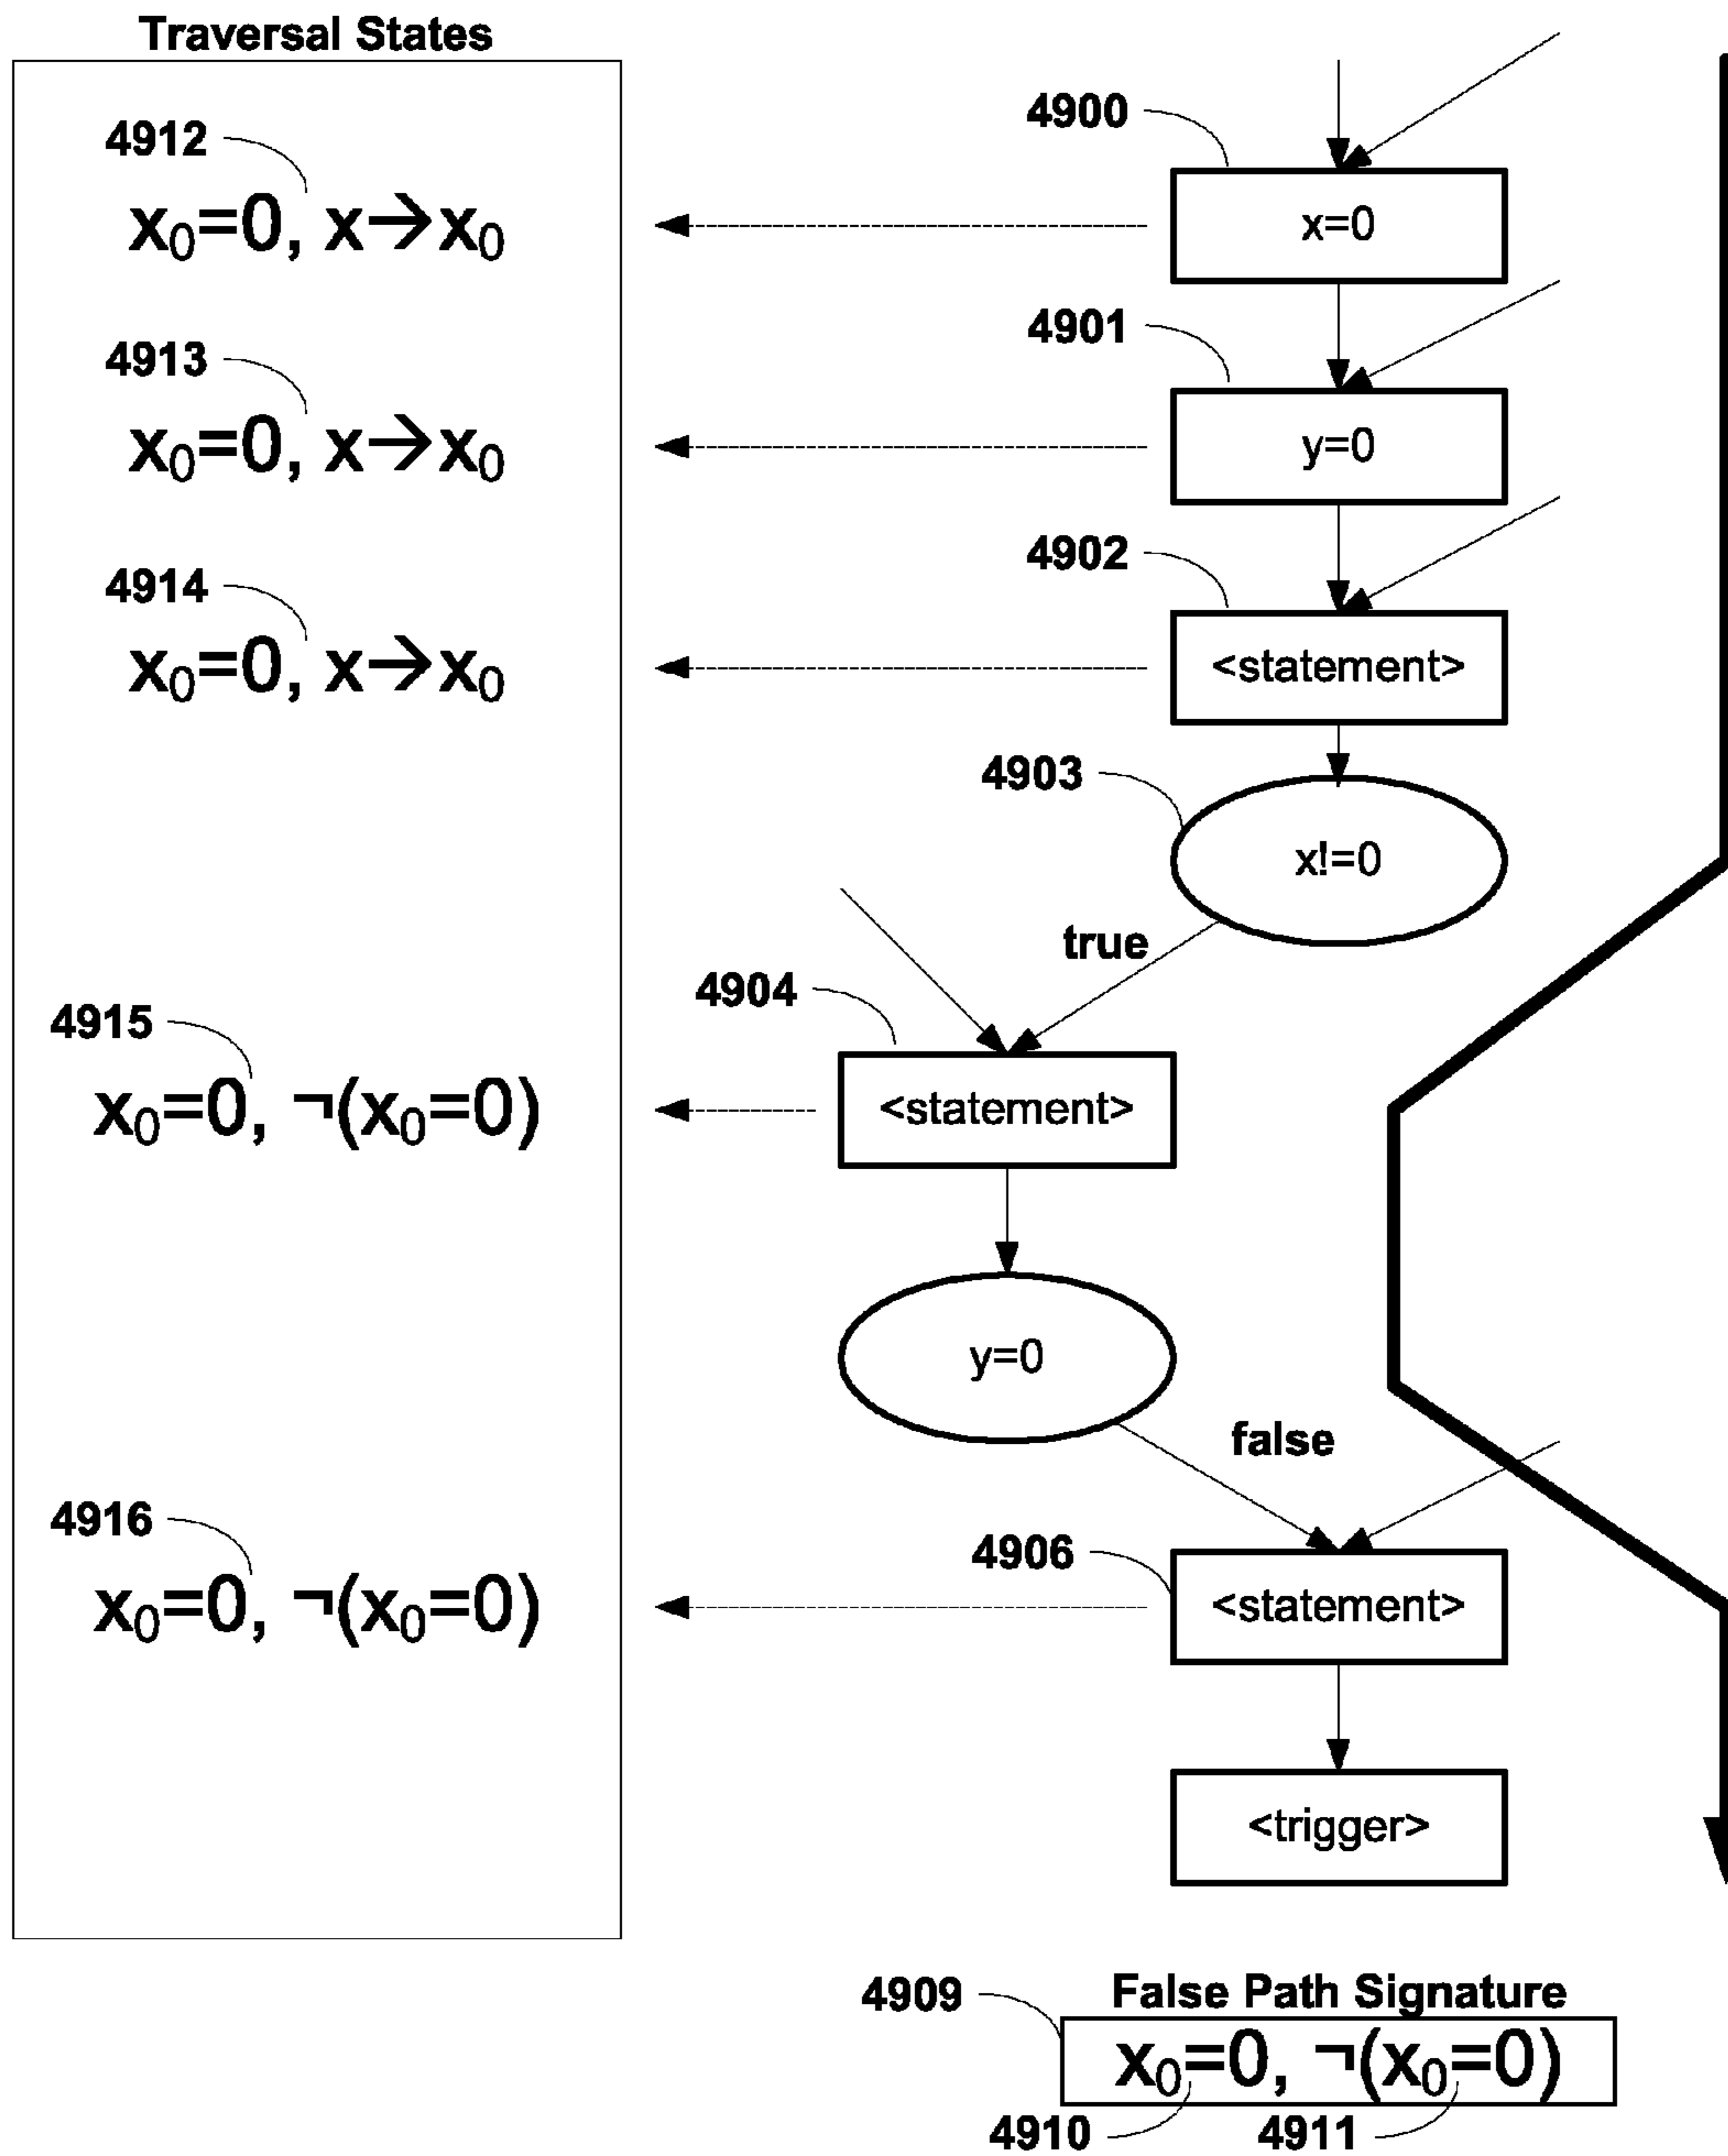 Traversal States
4900
4912
x₀=0, x→x₀
x=0
4901
4913
x₀=0, x→x₀
y=0
4902
4914
x₀=0, x→x₀
<statement>
4903
x!=0
true
4904
4915
x₀=0, ¬(x₀=0)
<statement>
y=0
false
4916
4906
x₀=0, ¬(x₀=0)
<statement>
<trigger>
4909
False Path Signature
x₀=0, ¬(x₀=0)
4910
4911